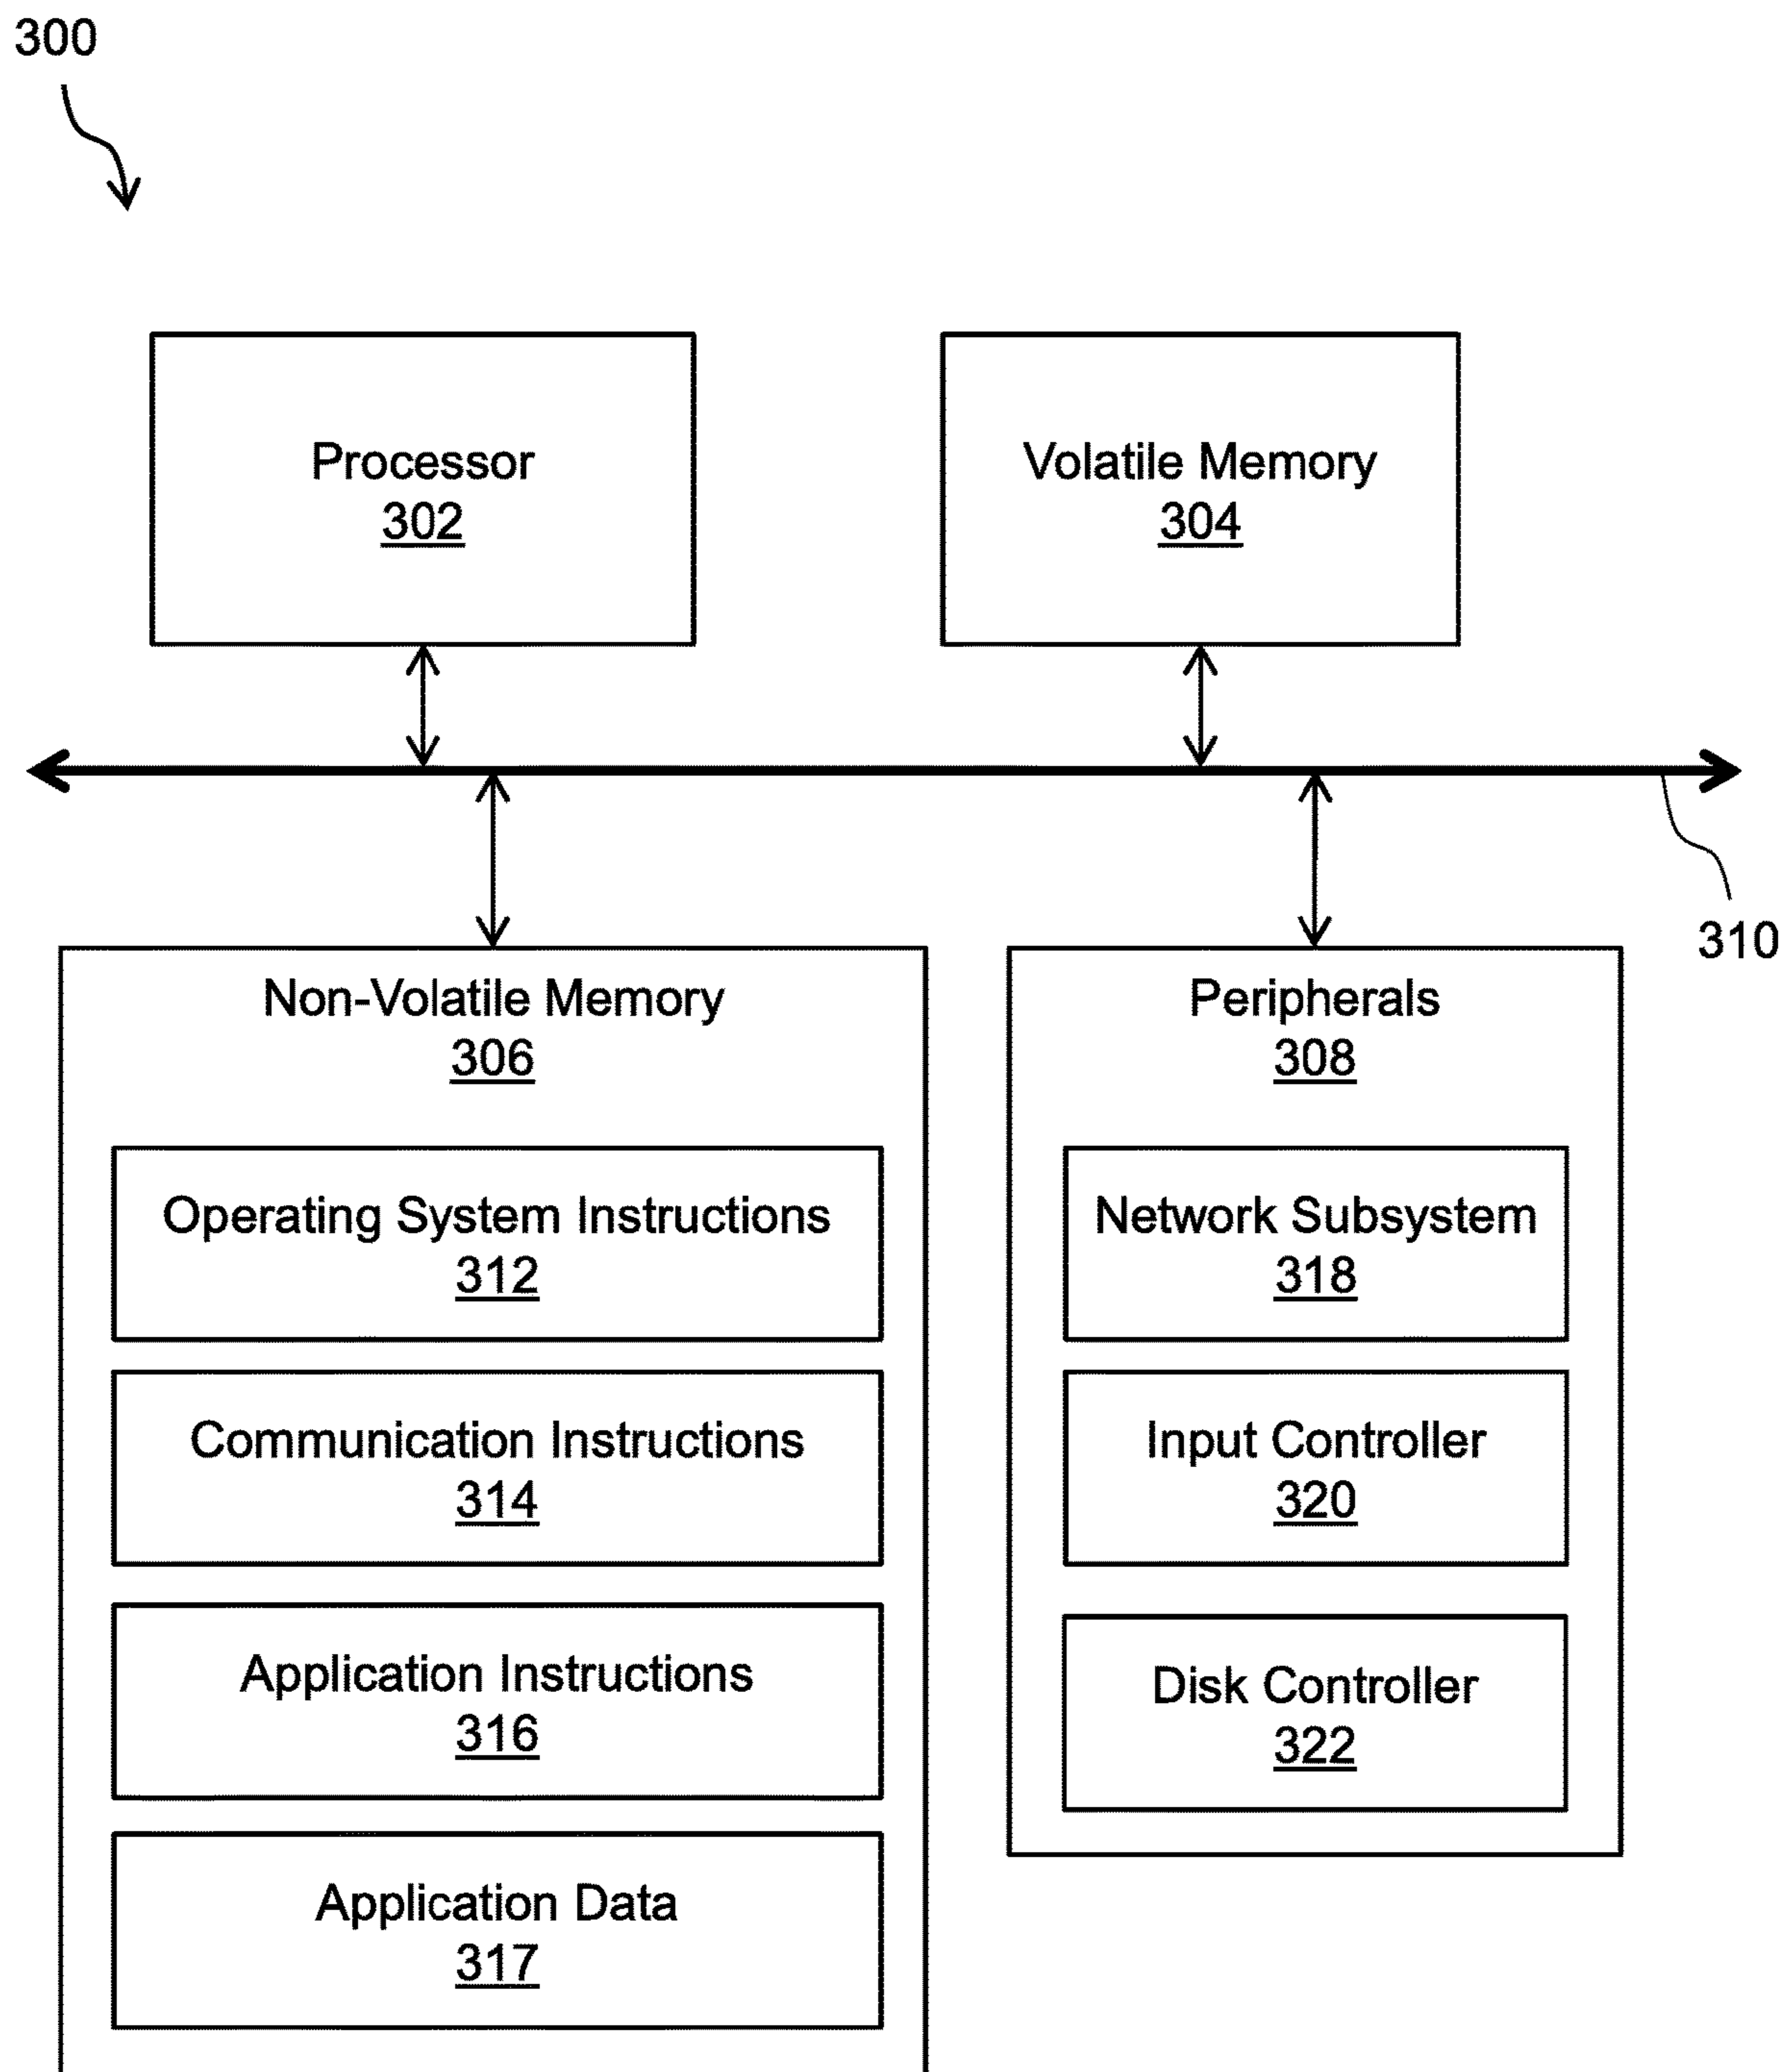 300
Processor
302
Volatile Memory
304
310
Non-Volatile Memory
306
Operating System Instructions
312
Communication Instructions
314
Application Instructions
316
Application Data
317
Peripherals
308
Network Subsystem
318
Input Controller
320
Disk Controller
322